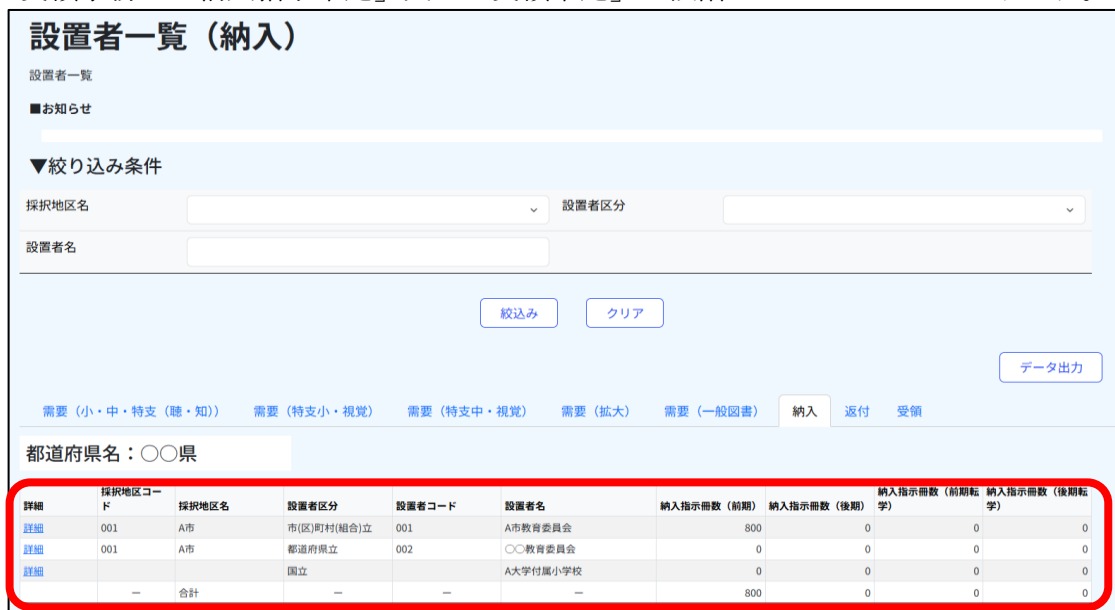 設置者一覧（納入）
設置者一覧
■お知らせ
▼絞り込み条件
採択地区名 設置者区分
設置者名
絞込み クリア
データ出力
需要（小・中・特支（聴・知）） 需要（特支小・視覚） 需要（特支中・視覚） 需要（拡大） 需要（一般図書） 納入 返付 受領
都道府県名：○○県
詳細 採択地区コード 採択地区名 設置者区分 設置者コード 設置者名 納入指示冊数（前期） 納入指示冊数（後期） 納入指示冊数（前期転学） 納入指示冊数（後期転学）
詳細 001 A市 市(区)町村(組合)立 001 A市教育委員会 800 0 0 0
詳細 001 A市 都道府県立 002 ○○教育委員会 0 0 0 0
詳細 国立 A大学付属小学校 0 0 0 0
－ 合計 － － － 800 0 0 0